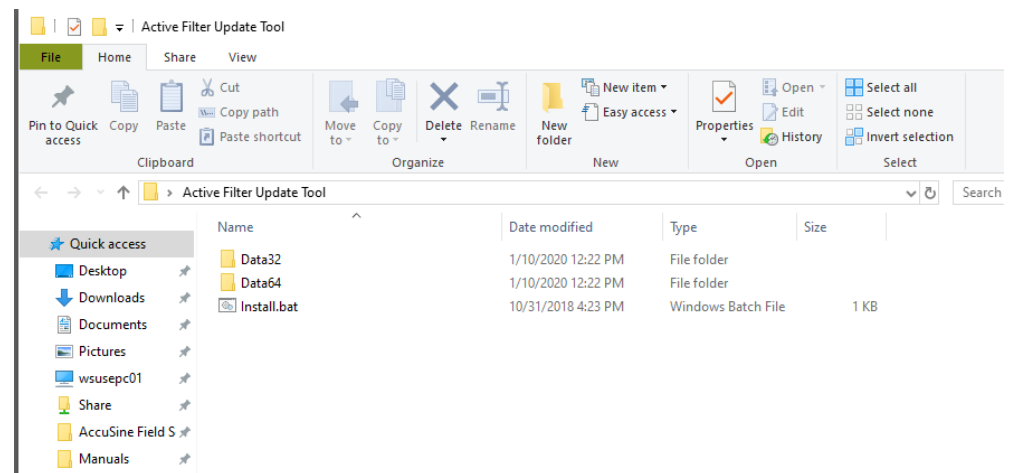 Active Filter Update Tool
File Home Share View
Pin to Quick access
Copy
Paste
Cut
Copy path
Paste shortcut
Clipboard
Move to
Copy to
Delete
Rename
Organize
New folder
New item
Easy access
New
Properties
Open
Edit
History
Open
Select all
Select none
Invert selection
Select
Active Filter Update Tool
Search
Name Date modified Type Size
Quick access
Desktop
Downloads
Documents
Pictures
wsusepc01
Share
AccuSine Field S
Manuals
Data32 1/10/2020 12:22 PM File folder
Data64 1/10/2020 12:22 PM File folder
Install.bat 10/31/2018 4:23 PM Windows Batch File 1 KB